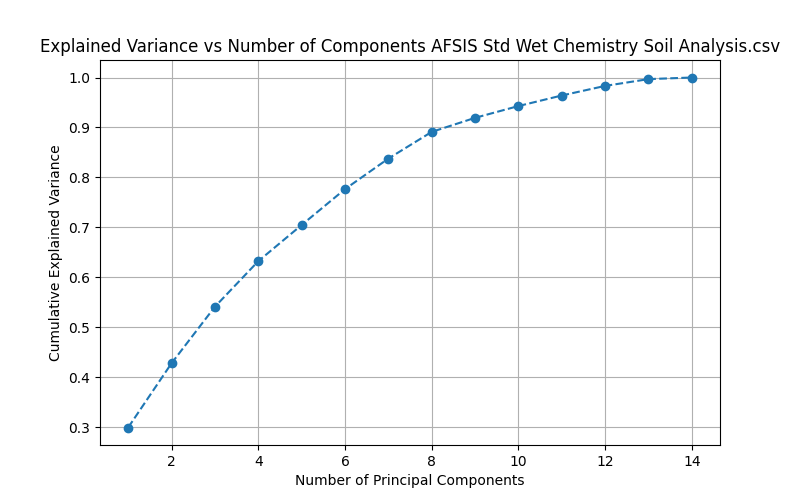 Explained Variance vs Number of Components AFSIS Std Wet Chemistry Soil Analysis.csv
Cumulative Explained Variance
1.0
0.9
0.8
0.7
0.6
0.5
0.4
0.3
2 4 6 8 10 12 14
Number of Principal Components